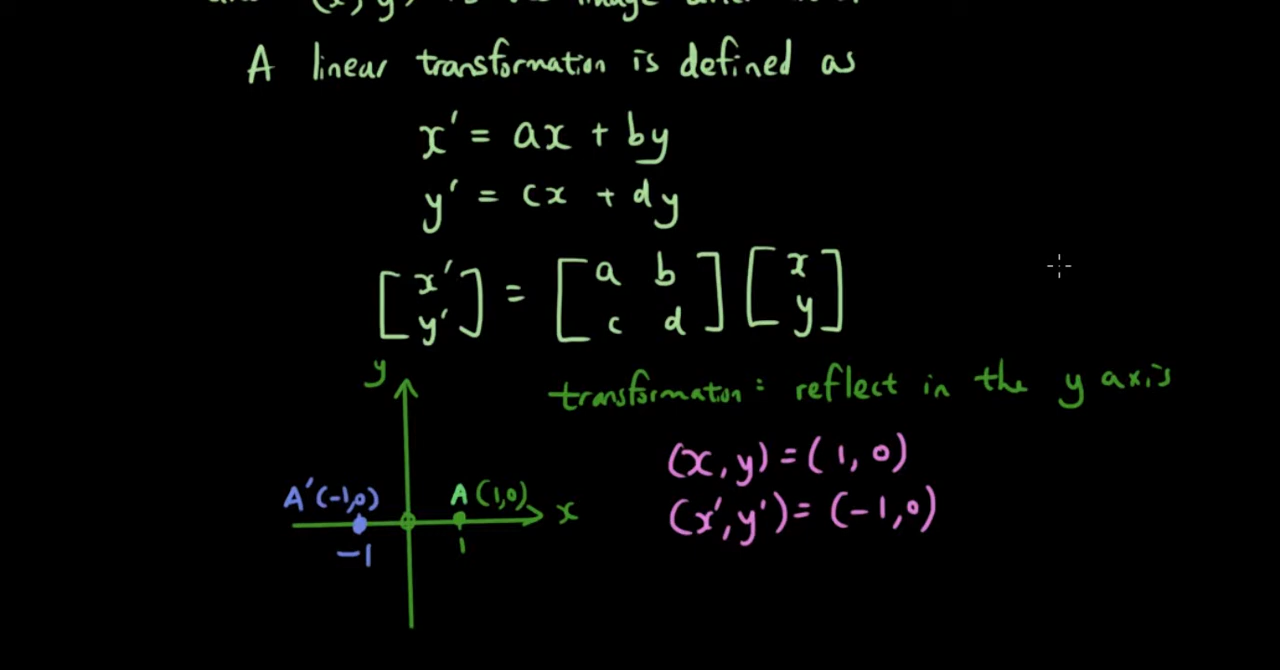 A linear transformation is defined as
x' = ax + by
y' = cx + dy
[x' y'] = [a b c d] [x y]
y
transformation: reflect in the y axis
(x, y) = (1, 0)
A'(-1,0) A (1,0) x
(x', y') = (-1,0)
-1 1